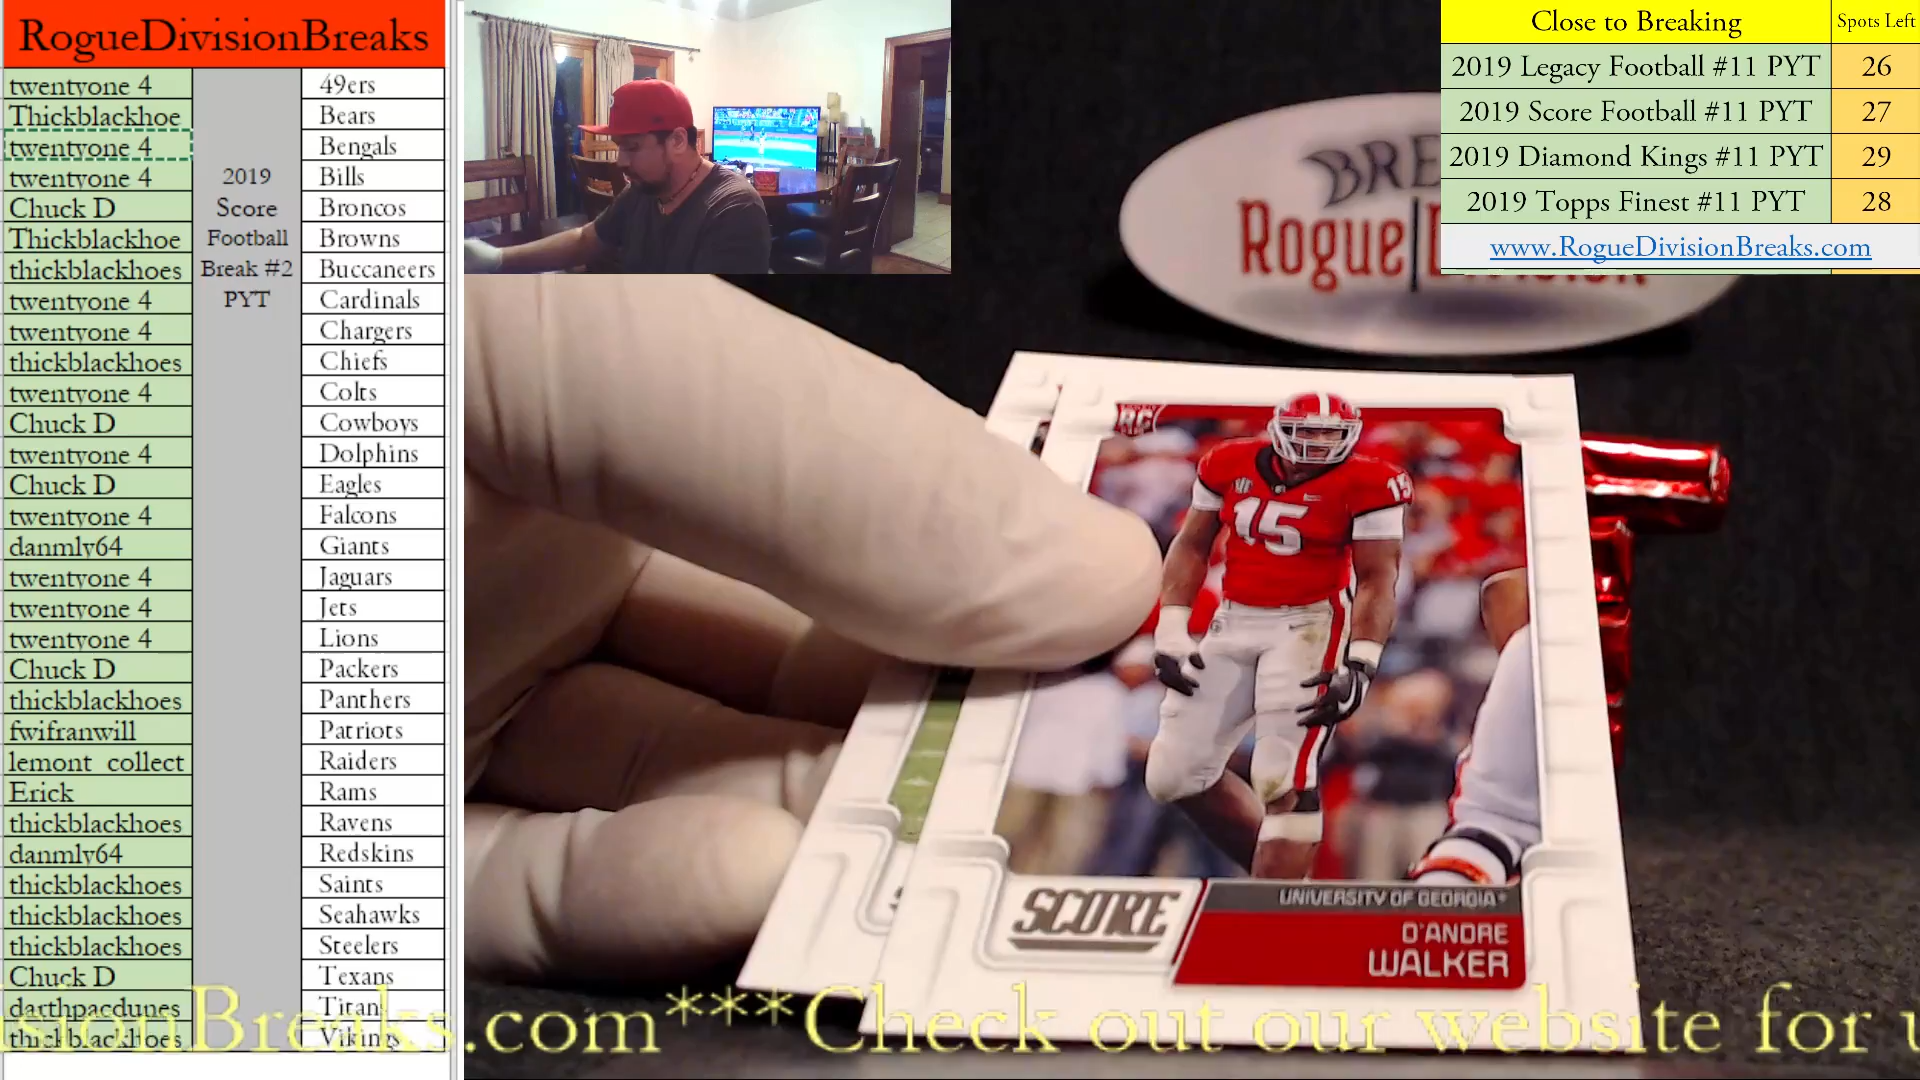 RogueDivisionBreaks
twentyone 4 49ers
Thickblackhoe Bears
twentyone 4 Bengals
twentyone 4 2019 Bills
Chuck D Score Broncos
Thickblackhoe Football Browns
thickblackhoes Break #2 Buccaneers
twentyone 4 PYT Cardinals
twentyone 4 Chargers
thickblackhoes Chiefs
twentyone 4 Colts
Chuck D Cowboys
twentyone 4 Dolphins
Chuck D Eagles
twentyone 4 Falcons
danmly64 Giants
twentyone 4 Jaguars
twentyone 4 Jets
twentyone 4 Lions
Chuck D Packers
thickblackhoes Panthers
fwifranwill Patriots
lemont collect Raiders
Erick Rams
thickblackhoes Ravens
danmly64 Redskins
thickblackhoes Saints
thickblackhoes Seahawks
thickblackhoes Steelers
Chuck D Texans
darthpacdunes Titans
thickblackhoes Vikings
Close to Breaking Spots Left
2019 Legacy Football #11 PYT 26
2019 Score Football #11 PYT 27
2019 Diamond Kings #11 PYT 29
2019 Topps Finest #11 PYT 28
www.RogueDivisionBreaks.com
BRE
Rogue
RC
15
15
SCORE
UNIVERSITY OF GEORGIA
D'ANDRE
WALKER
sionBreaks.com***Check out our website for u